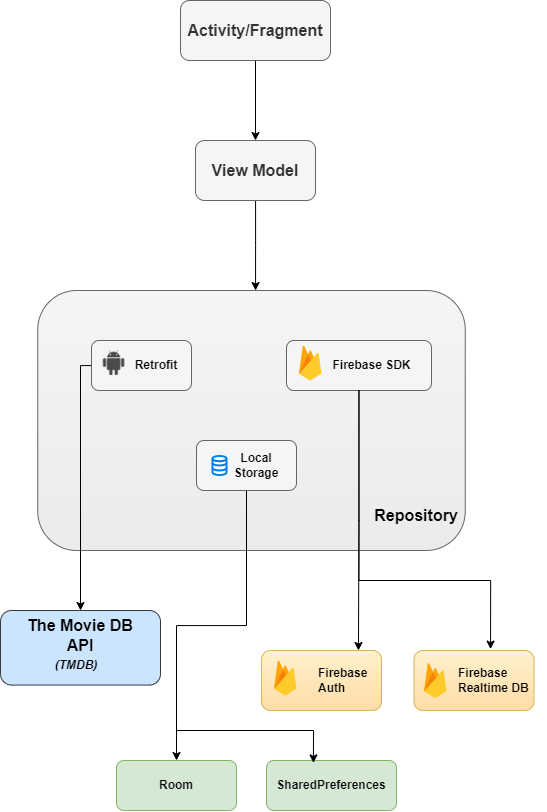 Activity/Fragment
View Model
Retrofit
Firebase SDK
Local
Storage
Repository
The Movie DB
API
(TMDB)
Firebase
Auth
Firebase
Realtime DB
Room
SharedPreferences